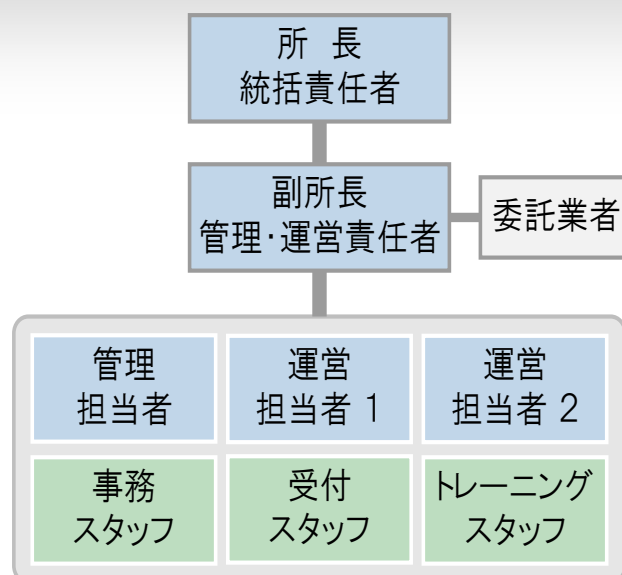 所 長
統括責任者
副所長
管理・運営責任者
委託業者
管理
担当者
運営
担当者 1
運営
担当者 2
事務
スタッフ
受付
スタッフ
トレーニング
スタッフ